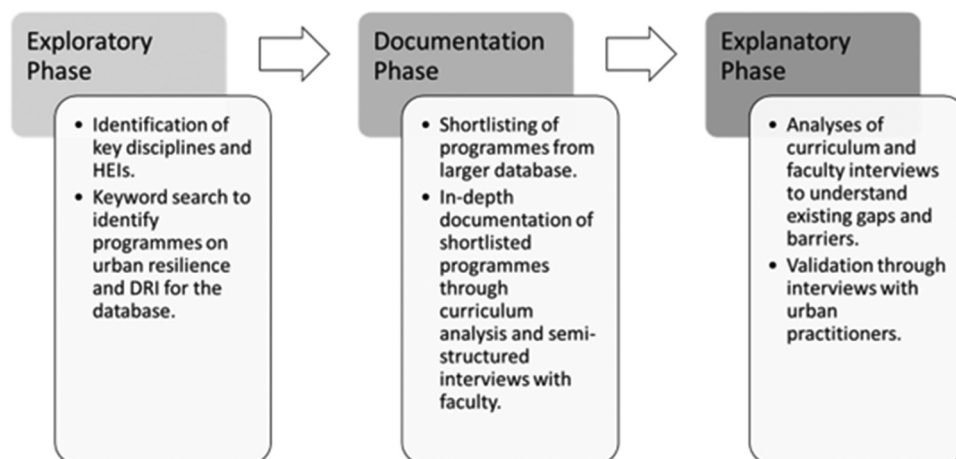 Exploratory
Phase
• Identification of
key disciplines and
HEIs.
• Keyword search to
identify
programmes on
urban resilience
and DRI for the
database.
Documentation
Phase
• Shortlisting of
programmes from
larger database.
• In-depth
documentation of
shortlisted
programmes
through
curriculum
analysis and semi-
structured
interviews with
faculty.
Explanatory
Phase
• Analyses of
curriculum and
faculty interviews
to understand
existing gaps and
barriers.
• Validation through
interviews with
urban
practitioners.